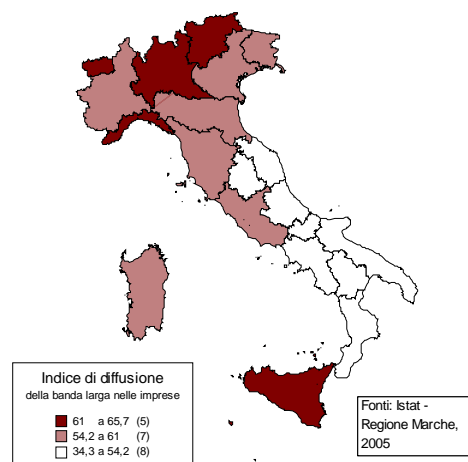 Indice di diffusione
della banda larga nelle imprese
61 a 65,7 (5)
54,2 a 61 (7)
34,3 a 54,2 (8)
Fonti: Istat -
Regione Marche,
2005